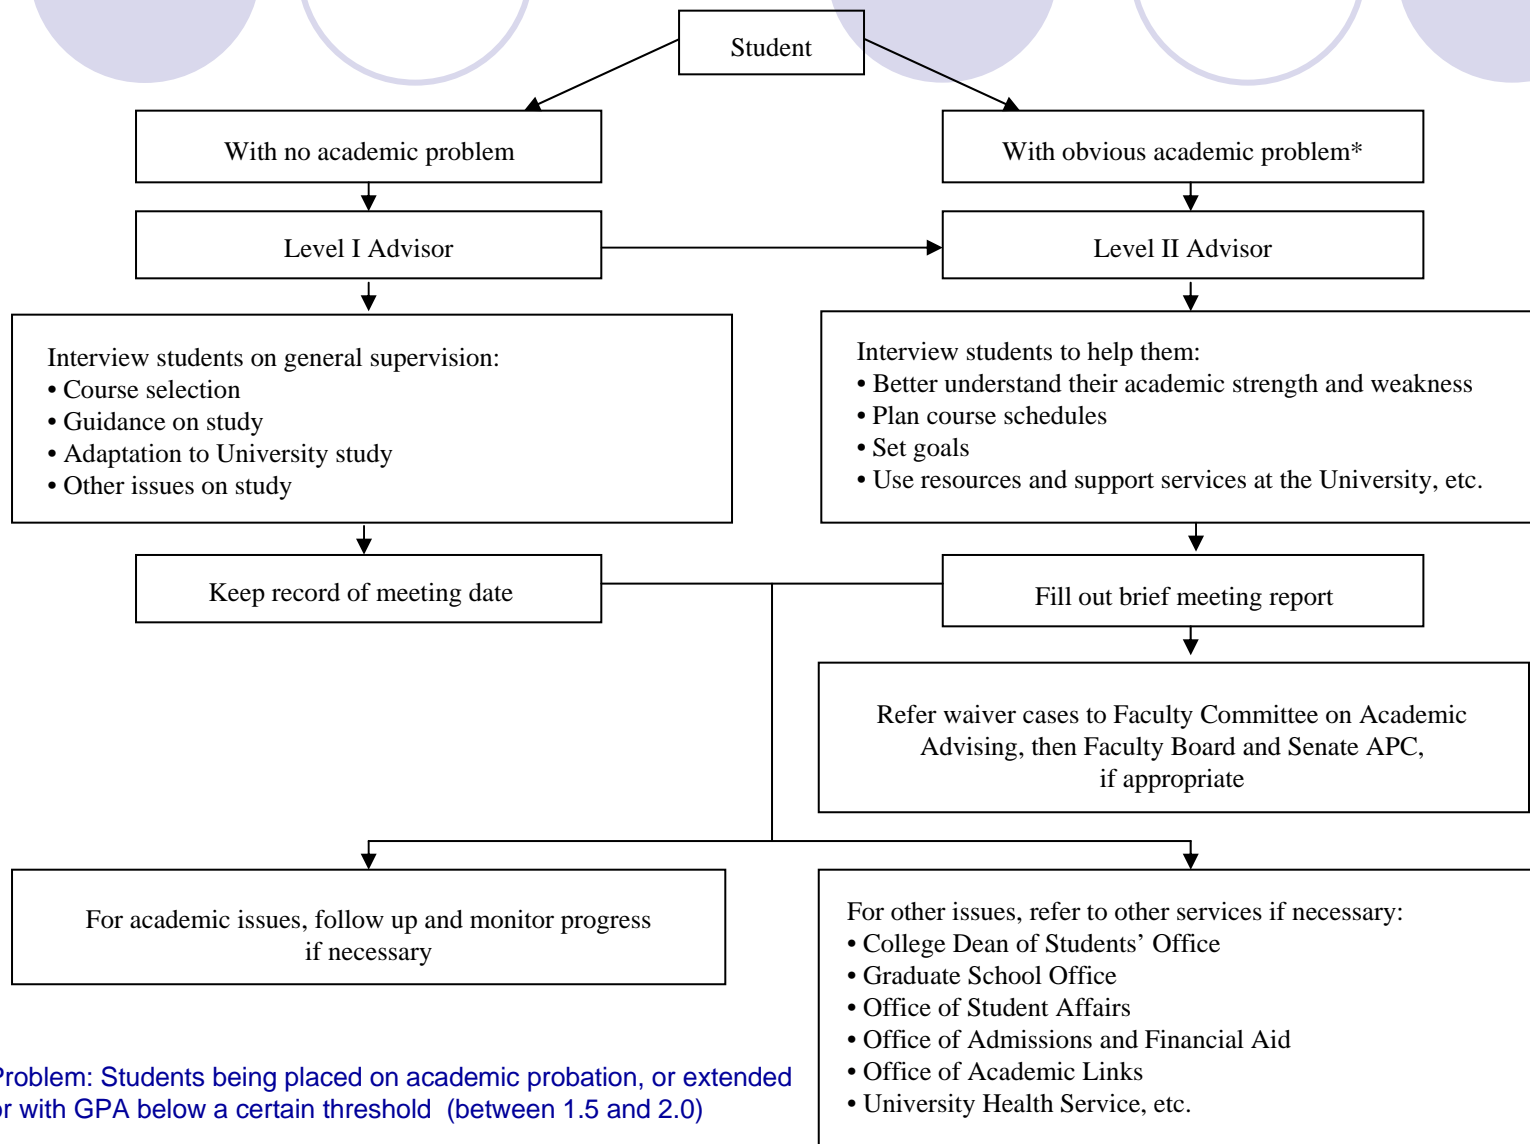 Student
With no academic problem
With obvious academic problem*
Level I Advisor
Level II Advisor
Interview students on general supervision:
• Course selection
• Guidance on study
• Adaptation to University study
• Other issues on study
Interview students to help them:
• Better understand their academic strength and weakness
• Plan course schedules
• Set goals
• Use resources and support services at the University, etc.
Keep record of meeting date
Fill out brief meeting report
Refer waiver cases to Faculty Committee on Academic
Advising, then Faculty Board and Senate APC,
if appropriate
For academic issues, follow up and monitor progress
if necessary
For other issues, refer to other services if necessary:
• College Dean of Students’ Office
• Graduate School Office
• Office of Student Affairs
• Office of Admissions and Financial Aid
• Office of Academic Links
• University Health Service, etc.
Problem: Students being placed on academic probation, or extended
or with GPA below a certain threshold (between 1.5 and 2.0)